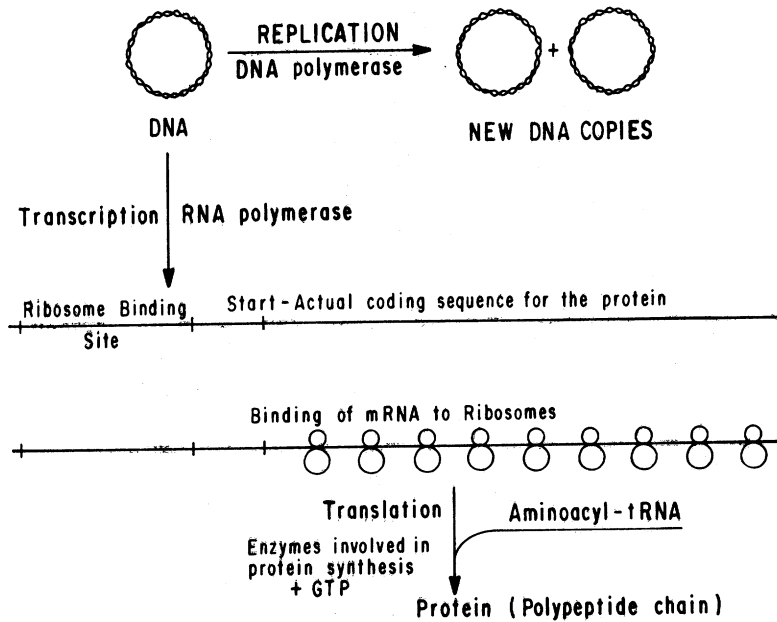 REPLICATION
DNA polymerase
+
DNA
NEW DNA COPIES
Transcription
RNA polymerase
Ribosome Binding
Site
Start-Actual coding sequence for the protein
Binding of mRNA to Ribosomes
Translation
Aminoacyl-tRNA
Enzymes involved in
protein synthesis
+ GTP
Protein (Polypeptide chain)